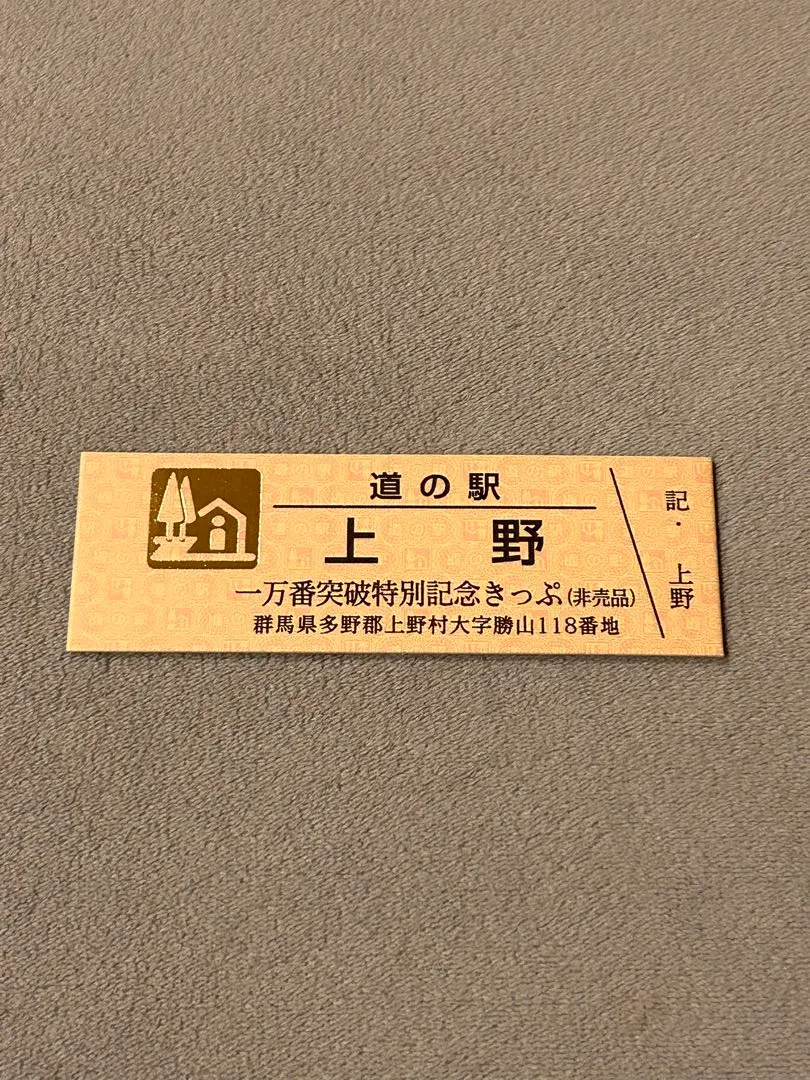 道の駅
上野
一万番突破特別記念きっぷ(非売品)
群馬県多野郡上野村大字勝山118番地
記・上野